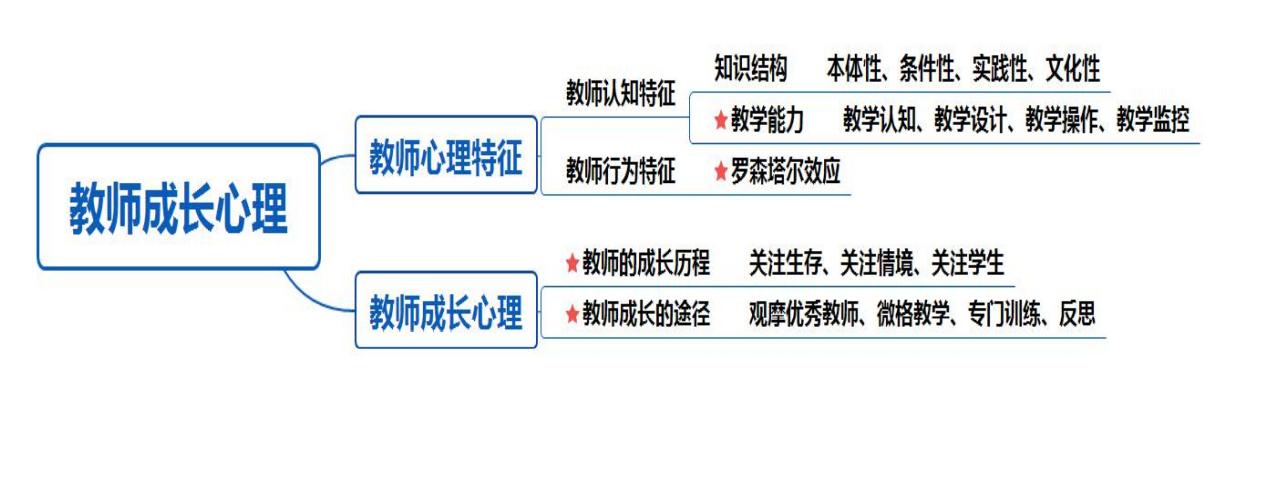 教师成长心理
教师心理特征
教师认知特征
知识结构 本体性、条件性、实践性、文化性
★教学能力 教学认知、教学设计、教学操作、教学监控
教师行为特征
★罗森塔尔效应
教师成长心理
★教师的成长历程 关注生存、关注情境、关注学生
★教师成长的途径 观摩优秀教师、微格教学、专门训练、反思